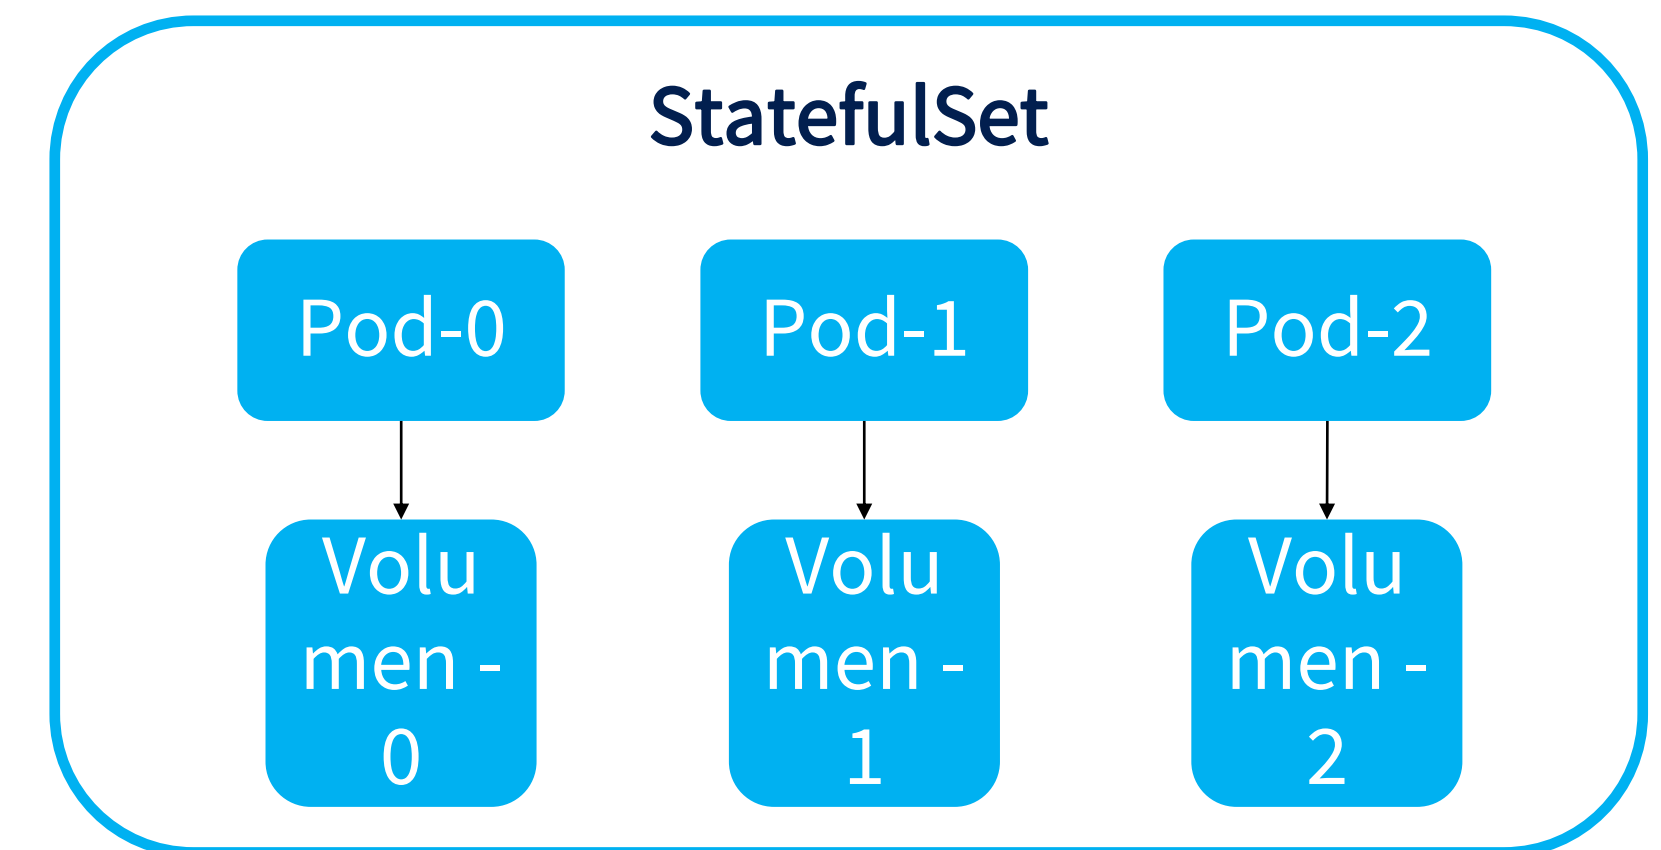 StatefulSet
Pod-0
Pod-1
Pod-2
Volu
men -
0
Volu
men -
1
Volu
men -
2